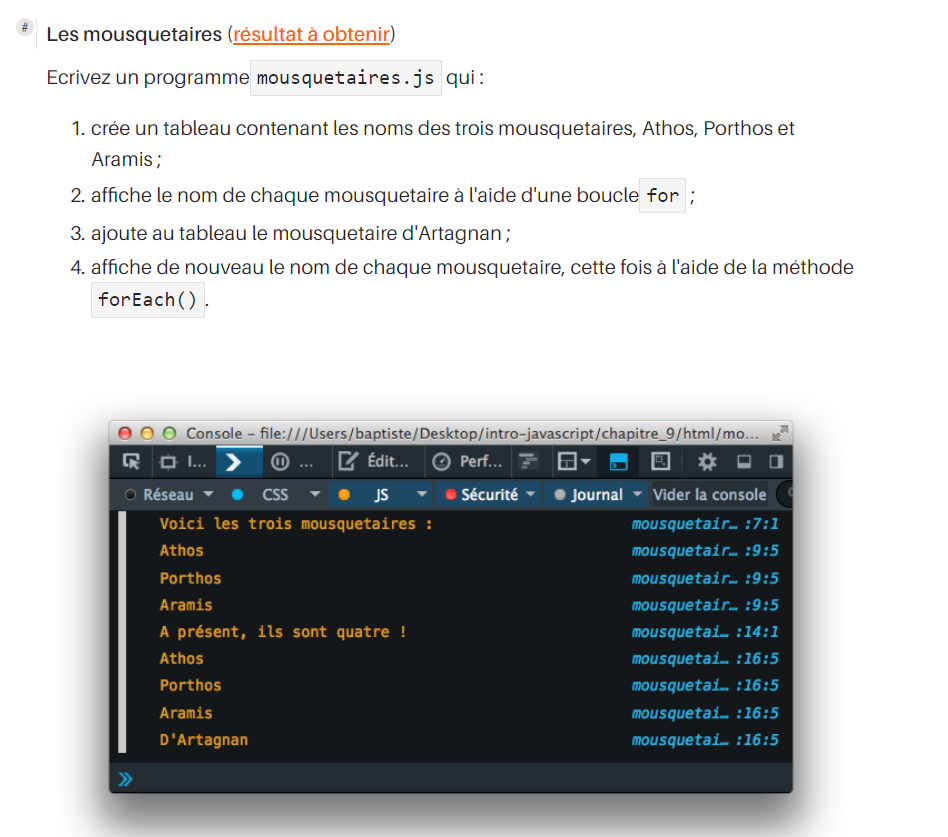 #
Les mousquetaires (résultat à obtenir)
Ecrivez un programme mousquetaires.js qui :
1. crée un tableau contenant les noms des trois mousquetaires, Athos, Porthos et
Aramis ;
2. affiche le nom de chaque mousquetaire à l'aide d'une boucle for ;
3. ajoute au tableau le mousquetaire d'Artagnan ;
4. affiche de nouveau le nom de chaque mousquetaire, cette fois à l'aide de la méthode
forEach() .
Console – file:///Users/baptiste/Desktop/intro-javascript/chapitre_9/html/mo...
I... ... Édit... Perf...
Réseau CSS JS Sécurité Journal Vider la console
Voici les trois mousquetaires : mousquetair… :7:1
Athos mousquetair… :9:5
Porthos mousquetair… :9:5
Aramis mousquetair… :9:5
A présent, ils sont quatre ! mousquetai… :14:1
Athos mousquetai… :16:5
Porthos mousquetai… :16:5
Aramis mousquetai… :16:5
D'Artagnan mousquetai… :16:5